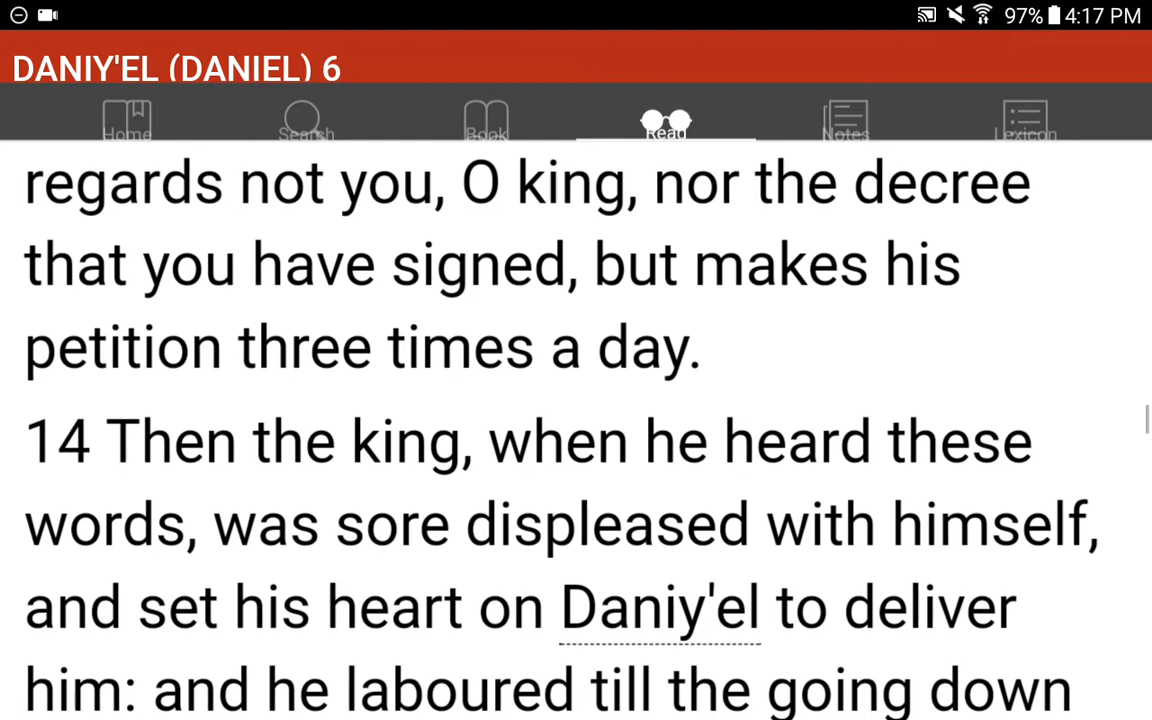 97% 4:17 PM
DANIY'EL (DANIEL) 6
Home Search Book Read Notes Lexicon
regards not you, O king, nor the decree
that you have signed, but makes his
petition three times a day.
14 Then the king, when he heard these
words, was sore displeased with himself,
and set his heart on Daniy'el to deliver
him: and he laboured till the going down